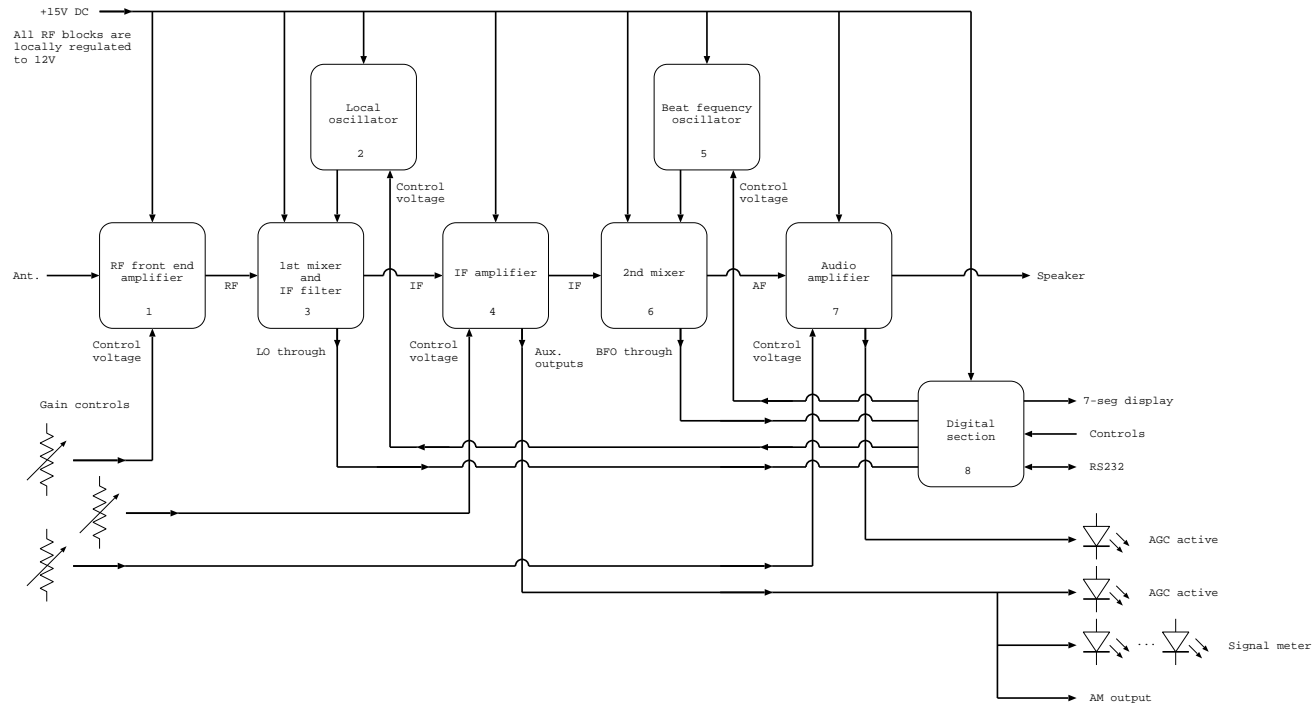 +15V DC
All RF blocks are
locally regulated
to 12V
Local
oscillator
2
Beat fequency
oscillator
5
Control
voltage
Control
voltage
Ant.
RF front end
amplifier
1
RF
1st mixer
and
IF filter
3
IF
IF amplifier
4
IF
2nd mixer
6
AF
Audio
amplifier
7
Speaker
Control
voltage
LO through
Control
voltage
Aux.
outputs
BFO through
Control
voltage
Gain controls
Digital
section
8
7-seg display
Controls
RS232
AGC active
AGC active
...
Signal meter
AM output